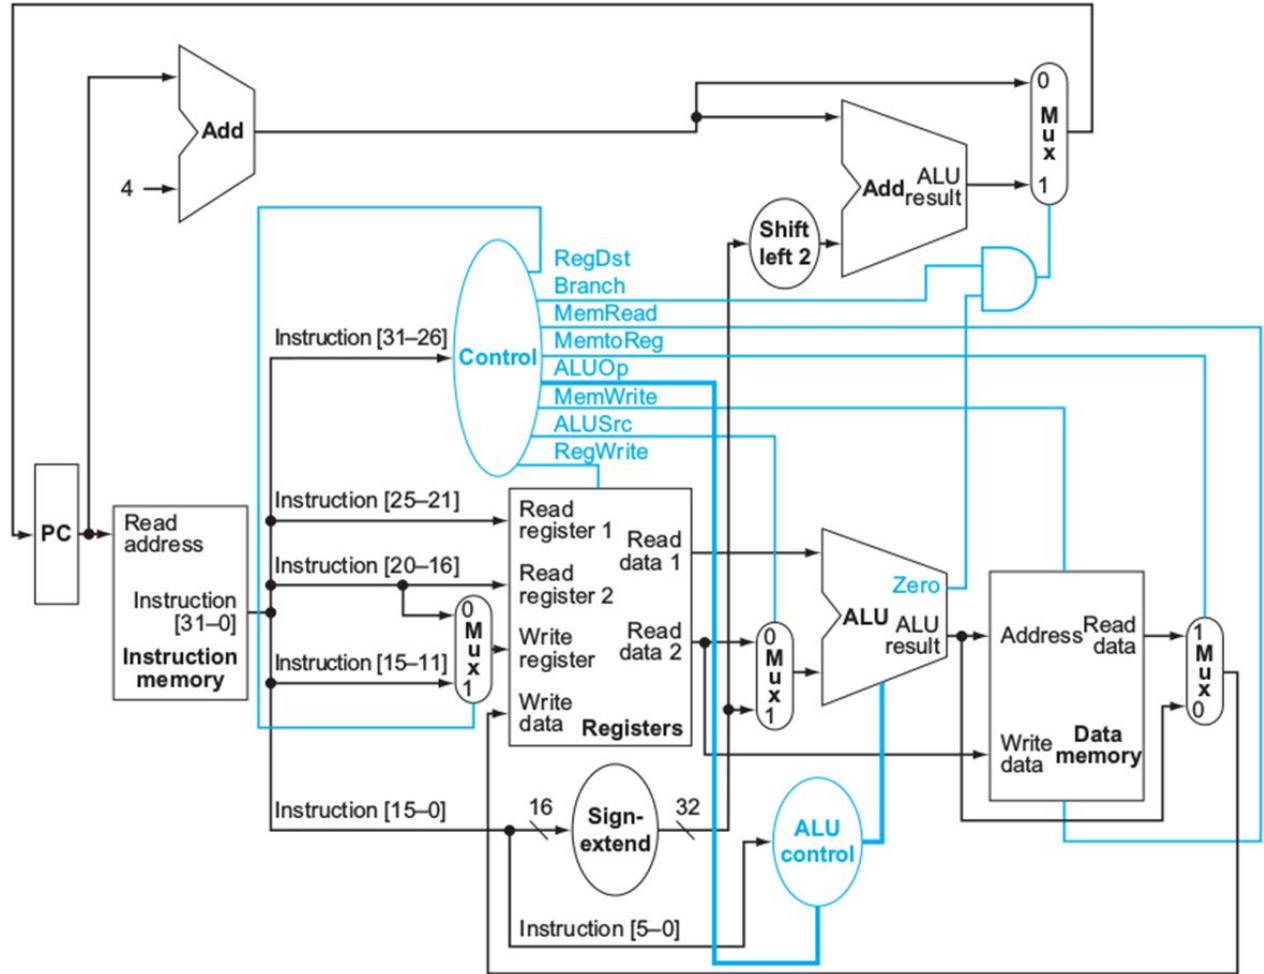 Add
4
0
M
u
x
1
Add
ALU
result
Shift
left 2
RegDst
Branch
MemRead
MemtoReg
ALUOp
MemWrite
ALUSrc
RegWrite
Control
Instruction [31–26]
Instruction [25–21]
Instruction [20–16]
Instruction [15–11]
Instruction [15–0]
Instruction [5–0]
PC
Read
address
Instruction
[31–0]
Instruction
memory
0
M
u
x
1
Read
register 1
Read
register 2
Write
register
Write
data
Read
data 1
Read
data 2
Registers
16
Sign-
extend
32
0
M
u
x
1
Zero
ALU
ALU
result
ALU
control
Address
Read
data
Write
data
Data
memory
1
M
u
x
0